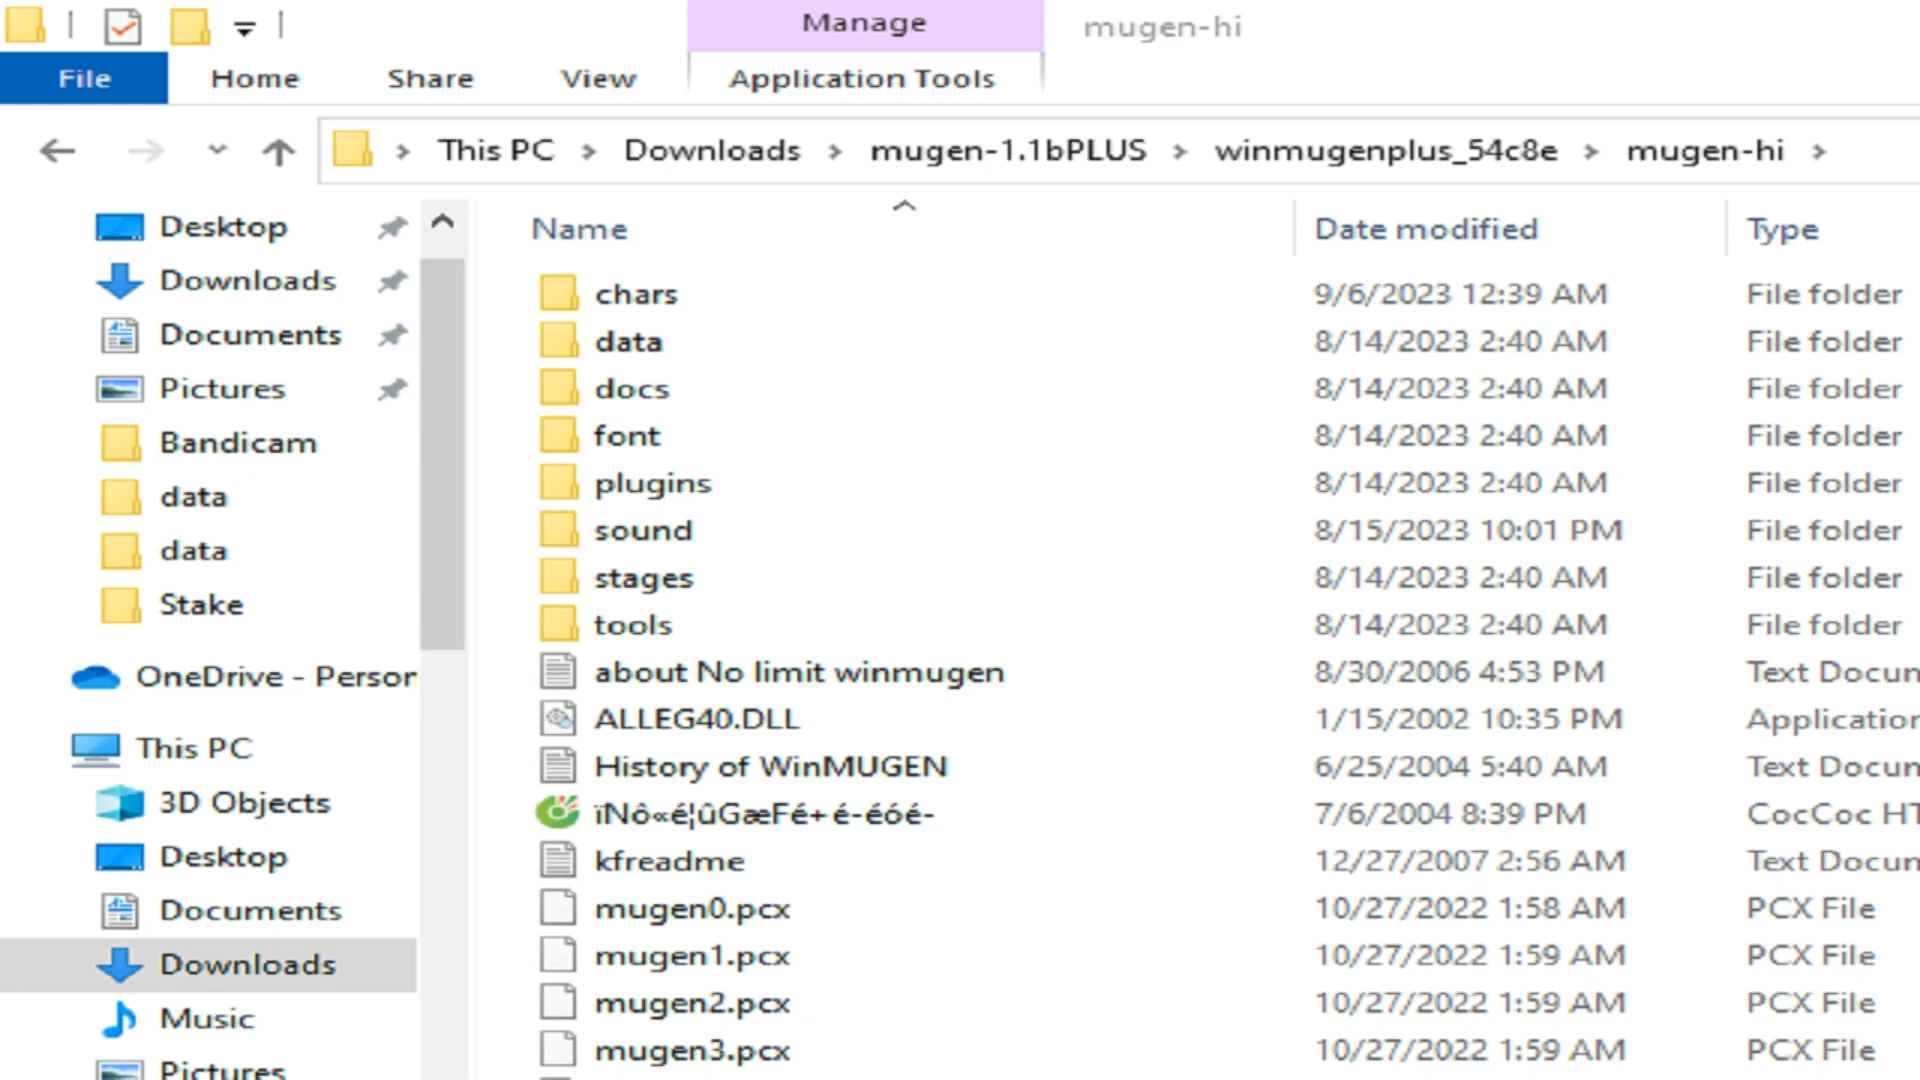 Manage
mugen-hi
File
Home
Share
View
Application Tools
This PC > Downloads > mugen-1.1bPLUS > winmugenplus_54c8e > mugen-hi >
Desktop
Downloads
Documents
Pictures
Bandicam
data
data
Stake
OneDrive - Person
This PC
3D Objects
Desktop
Documents
Downloads
Music
Pictures
Name Date modified Type
chars 9/6/2023 12:39 AM File folder
data 8/14/2023 2:40 AM File folder
docs 8/14/2023 2:40 AM File folder
font 8/14/2023 2:40 AM File folder
plugins 8/14/2023 2:40 AM File folder
sound 8/15/2023 10:01 PM File folder
stages 8/14/2023 2:40 AM File folder
tools 8/14/2023 2:40 AM File folder
about No limit winmugen 8/30/2006 4:53 PM Text Docum
ALLEG40.DLL 1/15/2002 10:35 PM Application
History of WinMUGEN 6/25/2004 5:40 AM Text Docum
ïNô«é¦ûGæFé+é-éóé- 7/6/2004 8:39 PM CocCoc HT
kfreadme 12/27/2007 2:56 AM Text Docum
mugen0.pcx 10/27/2022 1:58 AM PCX File
mugen1.pcx 10/27/2022 1:59 AM PCX File
mugen2.pcx 10/27/2022 1:59 AM PCX File
mugen3.pcx 10/27/2022 1:59 AM PCX File